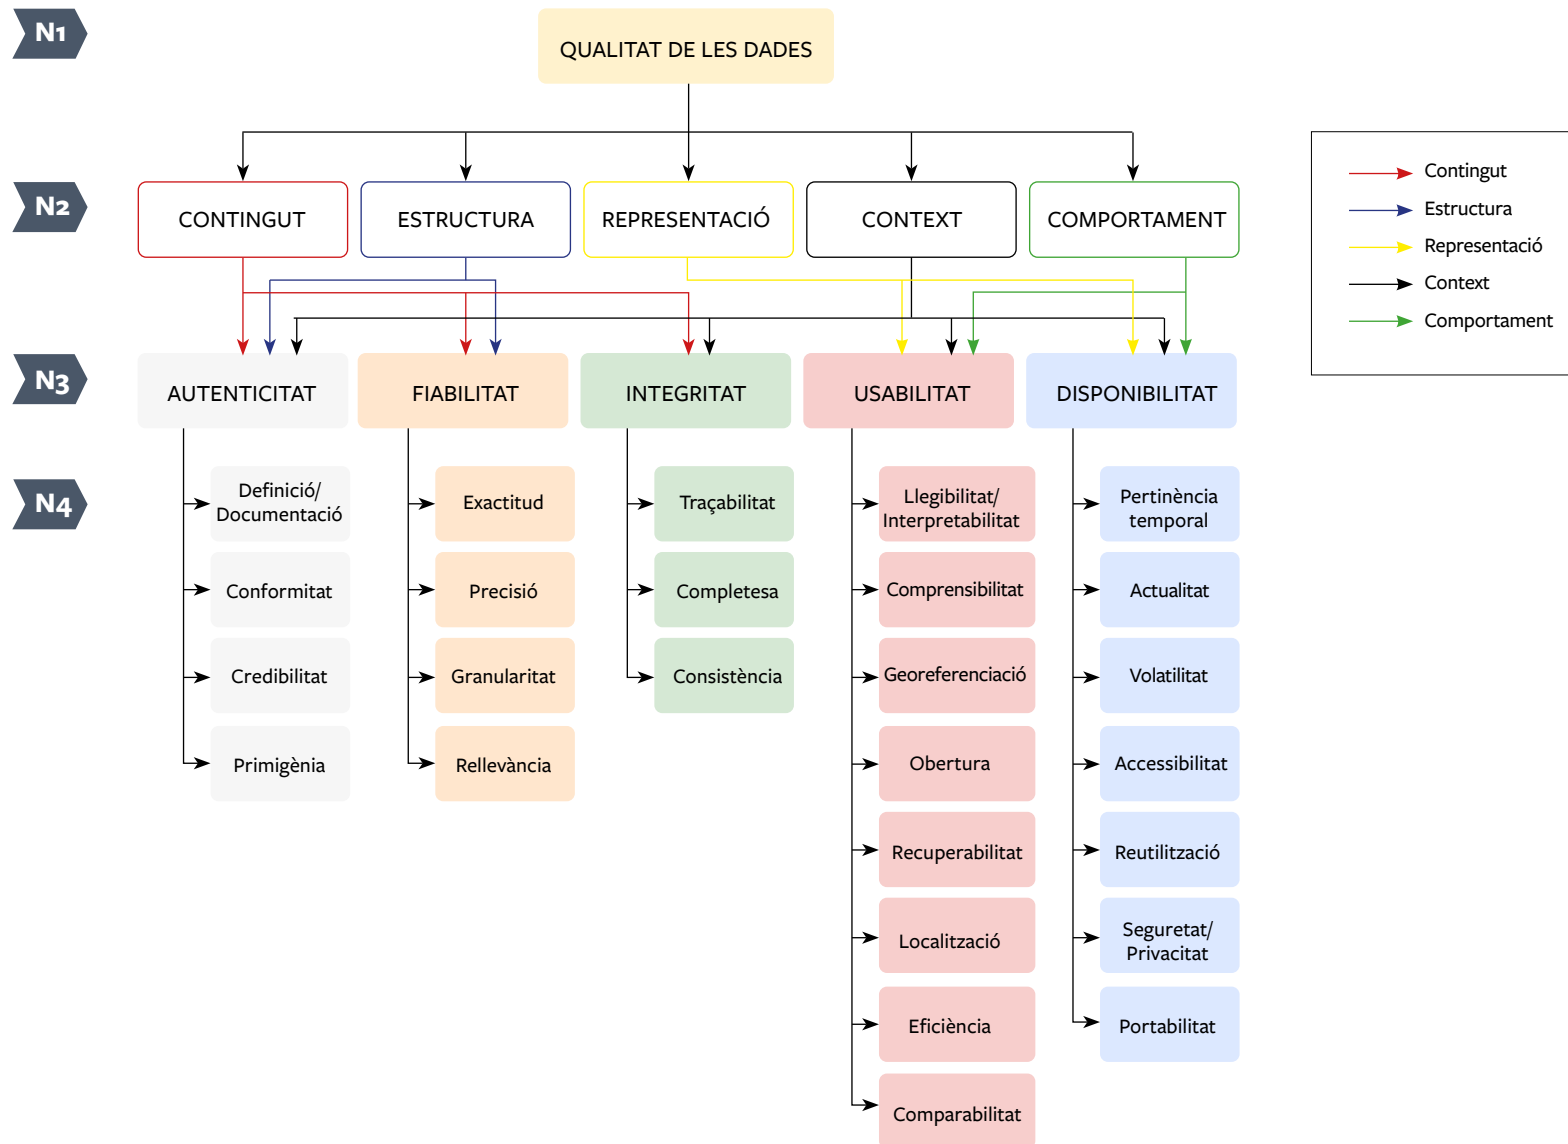 N1
QUALITAT DE LES DADES
N2
CONTINGUT
ESTRUCTURA
REPRESENTACIÓ
CONTEXT
COMPORTAMENT
Contingut
Estructura
Representació
Context
Comportament
N3
AUTENTICITAT
FIABILITAT
INTEGRITAT
USABILITAT
DISPONIBILITAT
N4
Definició/
Documentació
Conformitat
Credibilitat
Primigènia
Exactitud
Precisió
Granularitat
Rellevància
Traçabilitat
Completesa
Consistència
Llegibilitat/
Interpretabilitat
Comprensibilitat
Georeferenciació
Obertura
Recuperabilitat
Localització
Eficiència
Comparabilitat
Pertinència
temporal
Actualitat
Volatilitat
Accessibilitat
Reutilització
Seguretat/
Privacitat
Portabilitat